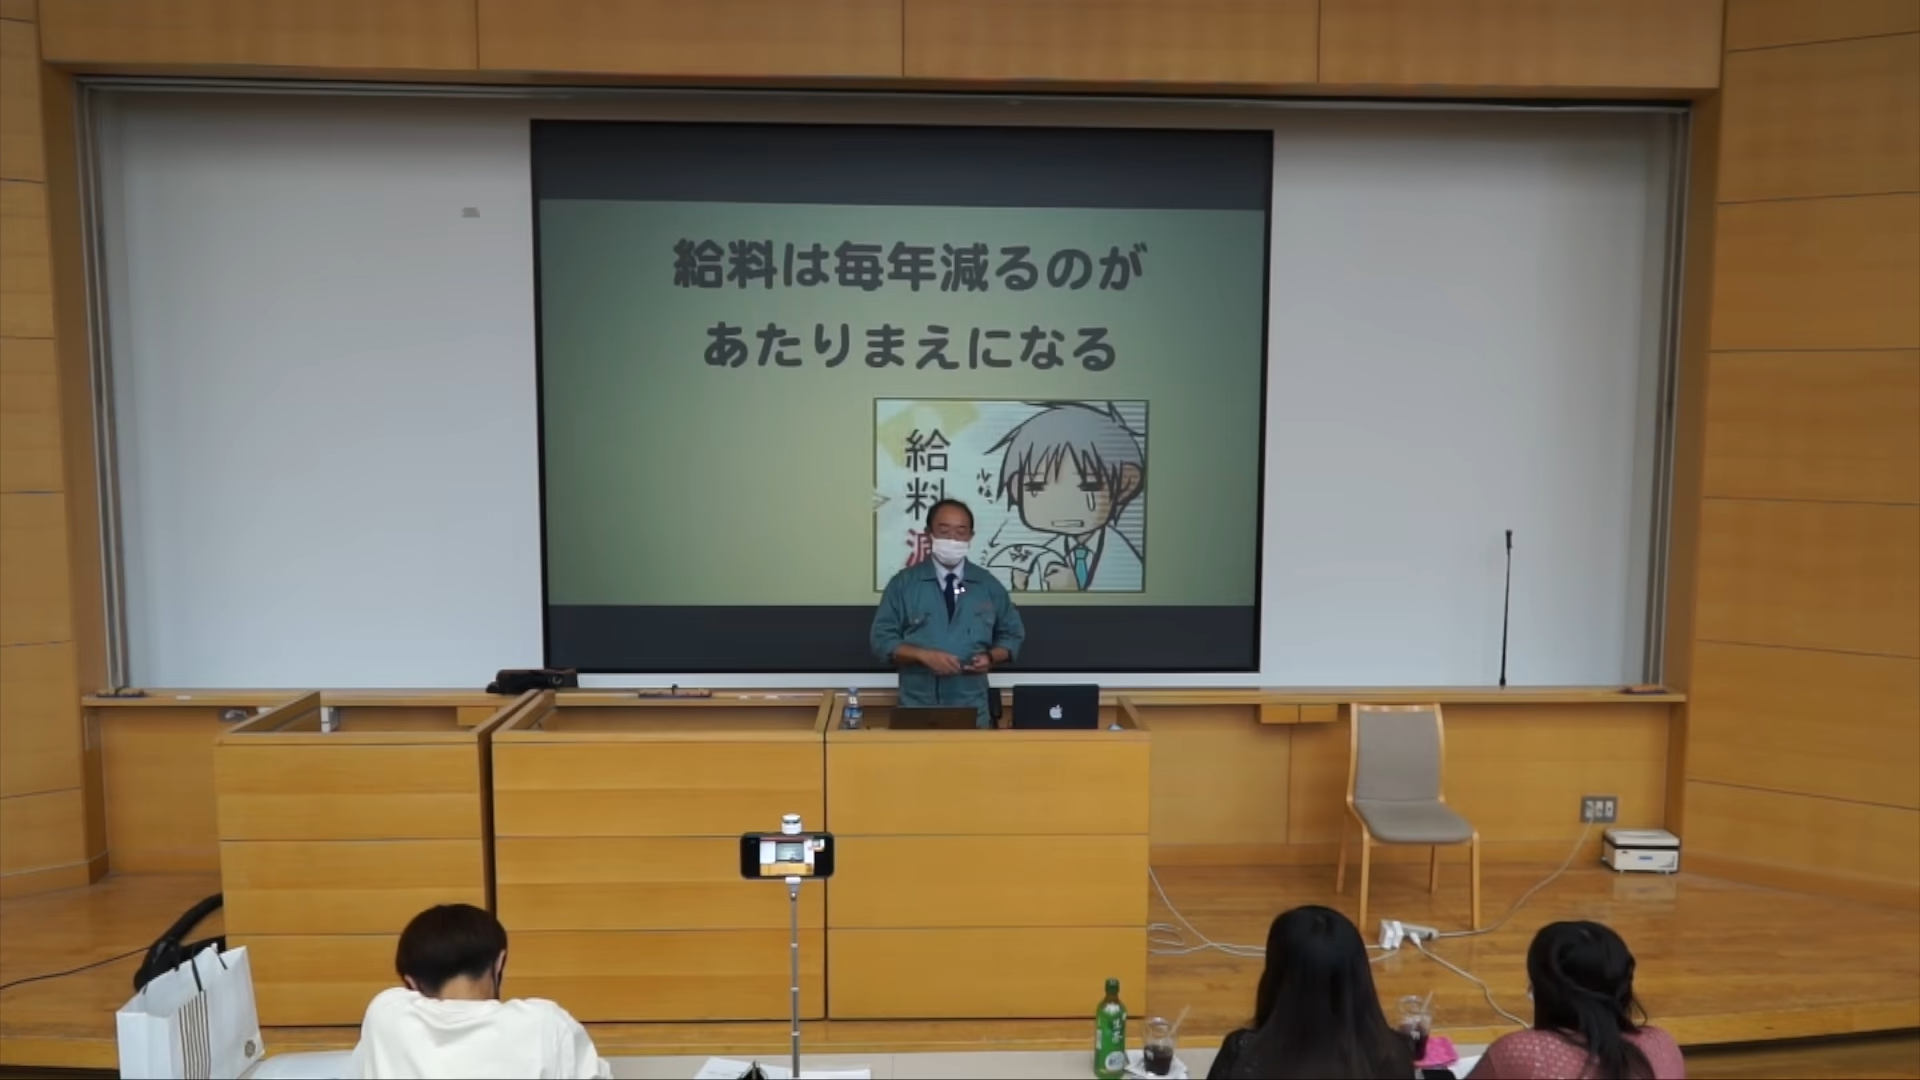 給料は毎年減るのが
あたりまえになる
給料減